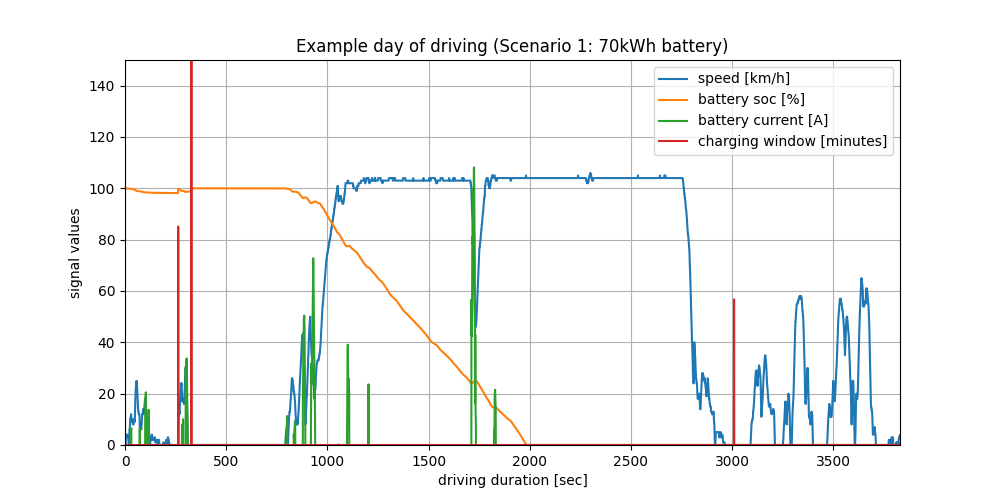 Example day of driving (Scenario 1: 70kWh battery)
speed [km/h]
battery soc [%]
battery current [A]
charging window [minutes]
signal values
140
120
100
80
60
40
20
0
0 500 1000 1500 2000 2500 3000 3500
driving duration [sec]